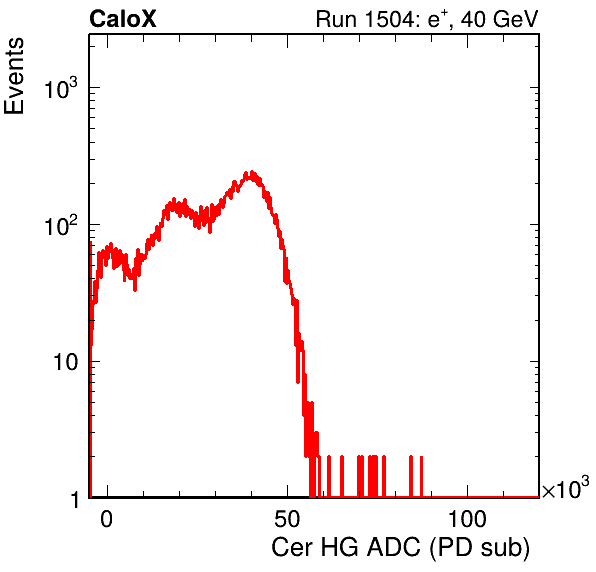 CaloX Run 1504: e⁺, 40 GeV
Events
10³
10²
10
1
0 50 100 ×10³
Cer HG ADC (PD sub)